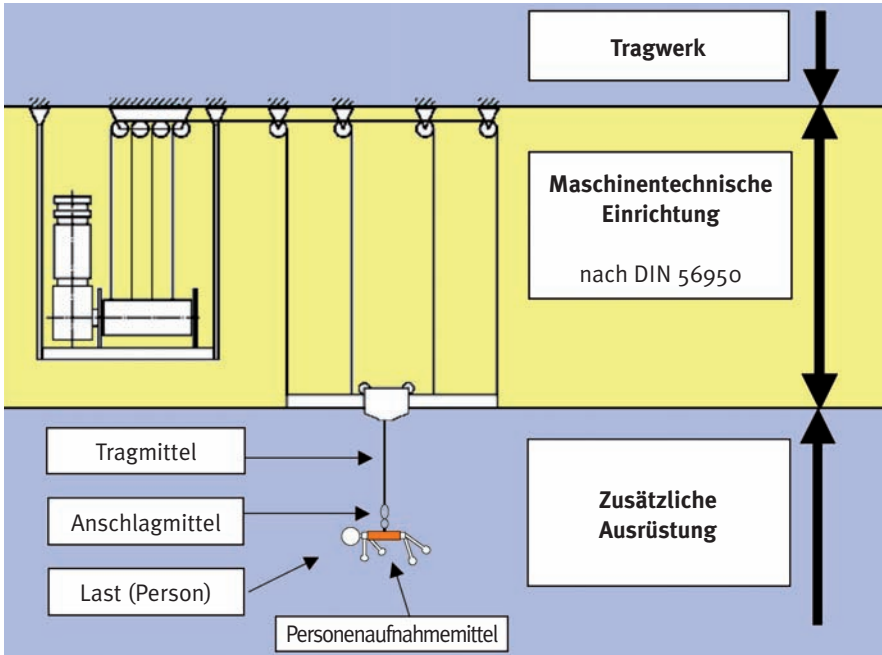 Tragwerk
Maschinentechnische
Einrichtung
nach DIN 56950
Tragmittel
Anschlagmittel
Last (Person)
Personenaufnahmemittel
Zusätzliche
Ausrüstung